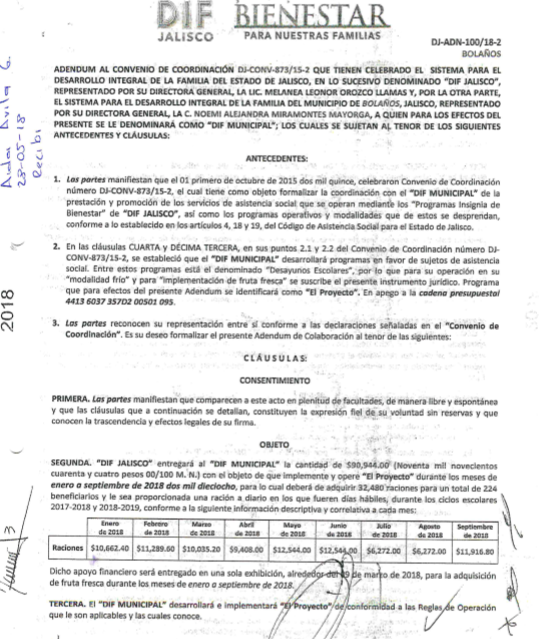 DIF BIENESTAR
JALISCO PARA NUESTRAS FAMILIAS
DJ-ADN-100/18-2
BOLAÑOS
ADENDUM AL CONVENIO DE COORDINACIÓN DJ-CONV-873/15-2 QUE TIENEN CELEBRADO EL SISTEMA PARA EL
DESARROLLO INTEGRAL DE LA FAMILIA DEL ESTADO DE JALISCO, EN LO SUCESIVO DENOMINADO "DIF JALISCO",
REPRESENTADO POR SU DIRECTORA GENERAL, LA LIC. MELANEA LEONOR OROZCO LLAMAS Y, POR LA OTRA PARTE,
EL SISTEMA PARA EL DESARROLLO INTEGRAL DE LA FAMILIA DEL MUNICIPIO DE BOLAÑOS, JALISCO, REPRESENTADO
POR SU DIRECTORA GENERAL, LA C. NOEMI ALEJANDRA MIRAMONTES MAYORGA, A QUIEN PARA LOS EFECTOS DEL
PRESENTE SE LE DENOMINARÁ COMO "DIF MUNICIPAL"; LOS CUALES SE SUJETAN AL TENOR DE LOS SIGUIENTES
ANTECEDENTES Y CLÁUSULAS:
ANTECEDENTES:
1. Las partes manifiestan que el 01 primero de octubre de 2015 dos mil quince, celebraron Convenio de Coordinación
número DJ-CONV-873/15-2, el cual tiene como objeto formalizar la coordinación con el "DIF MUNICIPAL" de la
prestación y promoción de los servicios de asistencia social que se operan mediante los "Programas Insignia de
Bienestar" de "DIF JALISCO", así como los programas operativos y modalidades que de estos se desprendan,
conforme a lo establecido en los artículos 4, 18 y 19, del Código de Asistencia Social para el Estado de Jalisco.
2. En las cláusulas CUARTA y DÉCIMA TERCERA, en sus puntos 2.1 y 2.2 del Convenio de Coordinación número DJ-
CONV-873/15-2, se estableció que el "DIF MUNICIPAL" desarrollará programas en favor de sujetos de asistencia
social. Entre estos programas está el denominado "Desayunos Escolares", por lo que para su operación en su
"modalidad frío" y para "implementación de fruta fresca" se suscribe el presente instrumento jurídico. Programa
que para efectos del presente Adendum se identificará como "El Proyecto". En apego a la cadena presupuestal
4413 6037 357D2 00501 095.
3. Las partes reconocen su representación entre sí conforme a las declaraciones señaladas en el "Convenio de
Coordinación". Es su deseo formalizar el presente Adendum de Colaboración al tenor de las siguientes:
CLÁUSULAS:
CONSENTIMIENTO
PRIMERA. Las partes manifiestan que comparecen a este acto en plenitud de facultades, de manera libre y espontánea
y que las cláusulas que a continuación se detallan, constituyen la expresión fiel de su voluntad sin reservas y que
conocen la trascendencia y efectos legales de su firma.
OBJETO
SEGUNDA. "DIF JALISCO" entregará al "DIF MUNICIPAL" la cantidad de $90,944.00 (Noventa mil novecientos
cuarenta y cuatro pesos 00/100 M. N.) con el objeto de que implemente y opere "El Proyecto" durante los meses de
enero a septiembre de 2018 dos mil dieciocho, para lo cual deberá de adquirir 32,480 raciones para un total de 224
beneficiarios y le sea proporcionada una ración a diario en los que fueren días hábiles, durante los ciclos escolares
2017-2018 y 2018-2019, conforme a la siguiente información descriptiva y correlativa a cada mes:
Enero de 2018 Febrero de 2018 Marzo de 2018 Abril de 2018 Mayo de 2018 Junio de 2018 Julio de 2018 Agosto de 2018 Septiembre de 2018
Raciones $10,662.40 $11,289.60 $10,035.20 $9,408.00 $12,544.00 $12,544.00 $6,272.00 $6,272.00 $11,916.80
Dicho apoyo financiero será entregado en una sola exhibición, alrededor del 29 de marzo de 2018, para la adquisición
de fruta fresca durante los meses de enero a septiembre de 2018.
TERCERA. El "DIF MUNICIPAL" desarrollará e implementará "El Proyecto" de conformidad a las Reglas de Operación
que le son aplicables y las cuales conoce.
Aida Avila G.
28-05-18
Recibi
2018